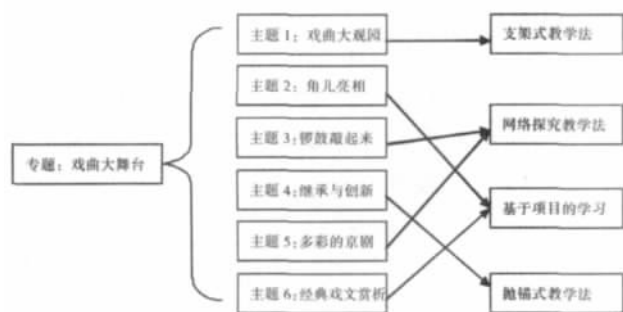 主题 1：戏曲大观园
支架式教学法
主题 2：角儿亮相
主题 3：锣鼓敲起来
网络探究教学法
专题：戏曲大舞台
主题 4：继承与创新
基于项目的学习
主题 5：多彩的京剧
主题 6：经典戏文赏析
抛锚式教学法